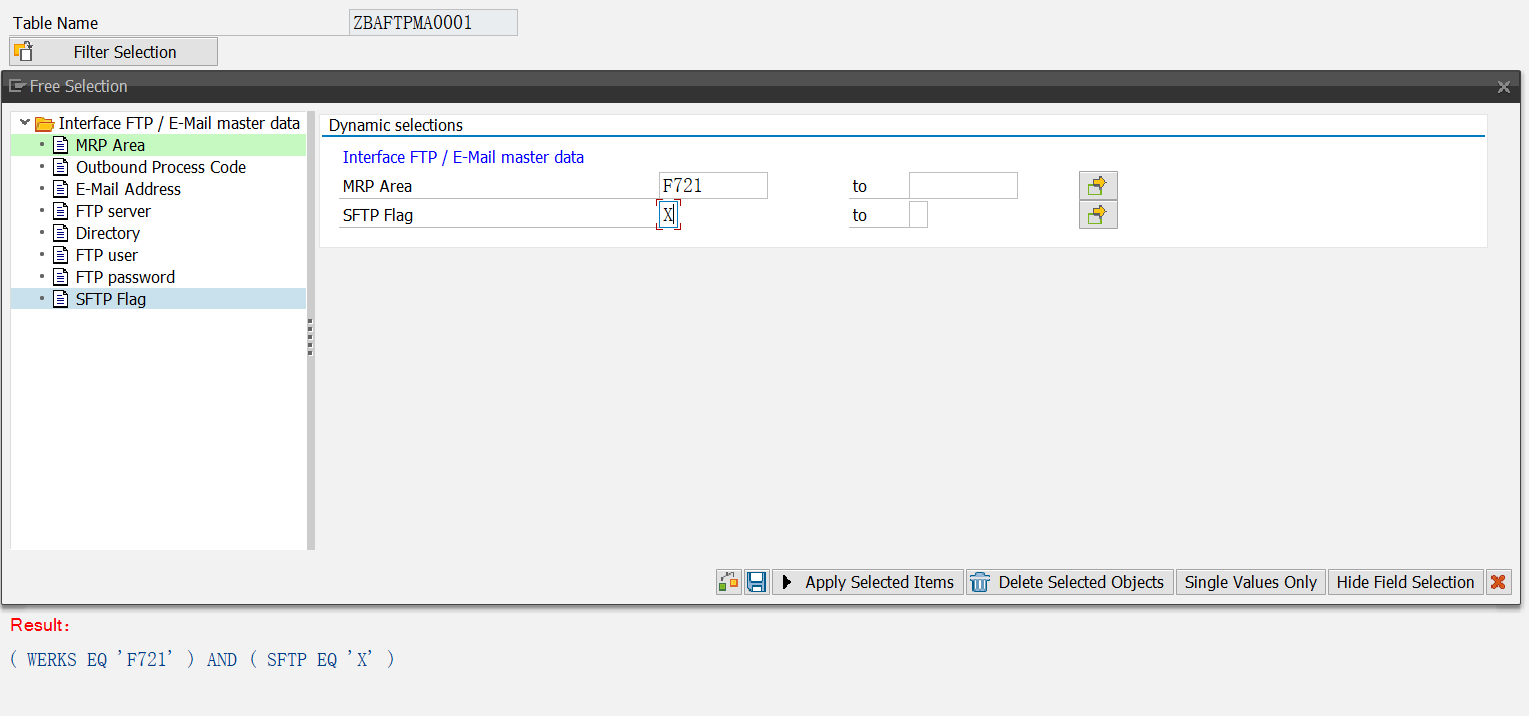 Table Name
ZBAFTPMA0001
Filter Selection
Free Selection
Interface FTP / E-Mail master data
MRP Area
Outbound Process Code
E-Mail Address
FTP server
Directory
FTP user
FTP password
SFTP Flag
Dynamic selections
Interface FTP / E-Mail master data
MRP Area F721 to
SFTP Flag X to
Apply Selected Items
Delete Selected Objects
Single Values Only
Hide Field Selection
Result:
( WERKS EQ 'F721' ) AND ( SFTP EQ 'X' )